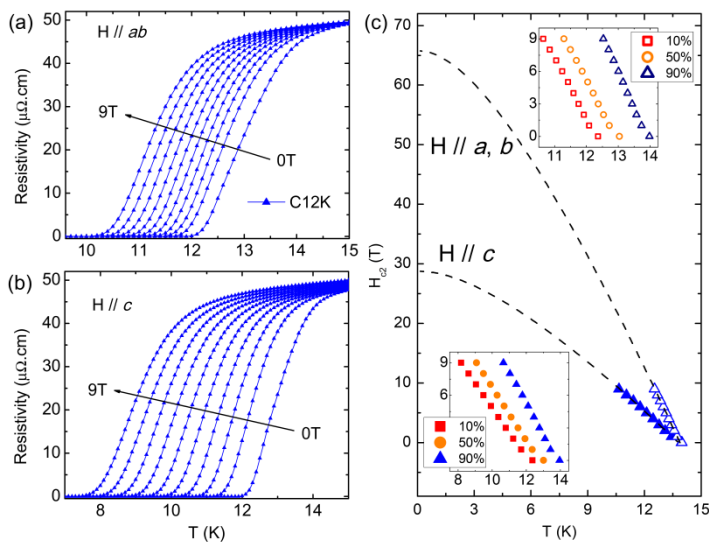 (a)
H // ab
Resistivity (μΩ.cm)
50
40
30
20
10
0
9T
0T
C12K
10 11 12 13 14 15
(b)
H // c
Resistivity (μΩ.cm)
50
40
30
20
10
0
9T
0T
8 10 12 14
T (K)
(c)
H_c2 (T)
70
60
50
40
30
20
10
0
-10
H // a, b
H // c
9
6
3
0
11 12 13 14
10%
50%
90%
9
6
8 9 10 11 12 13 14
10%
50%
90%
0 3 6 9 12 15
T (K)